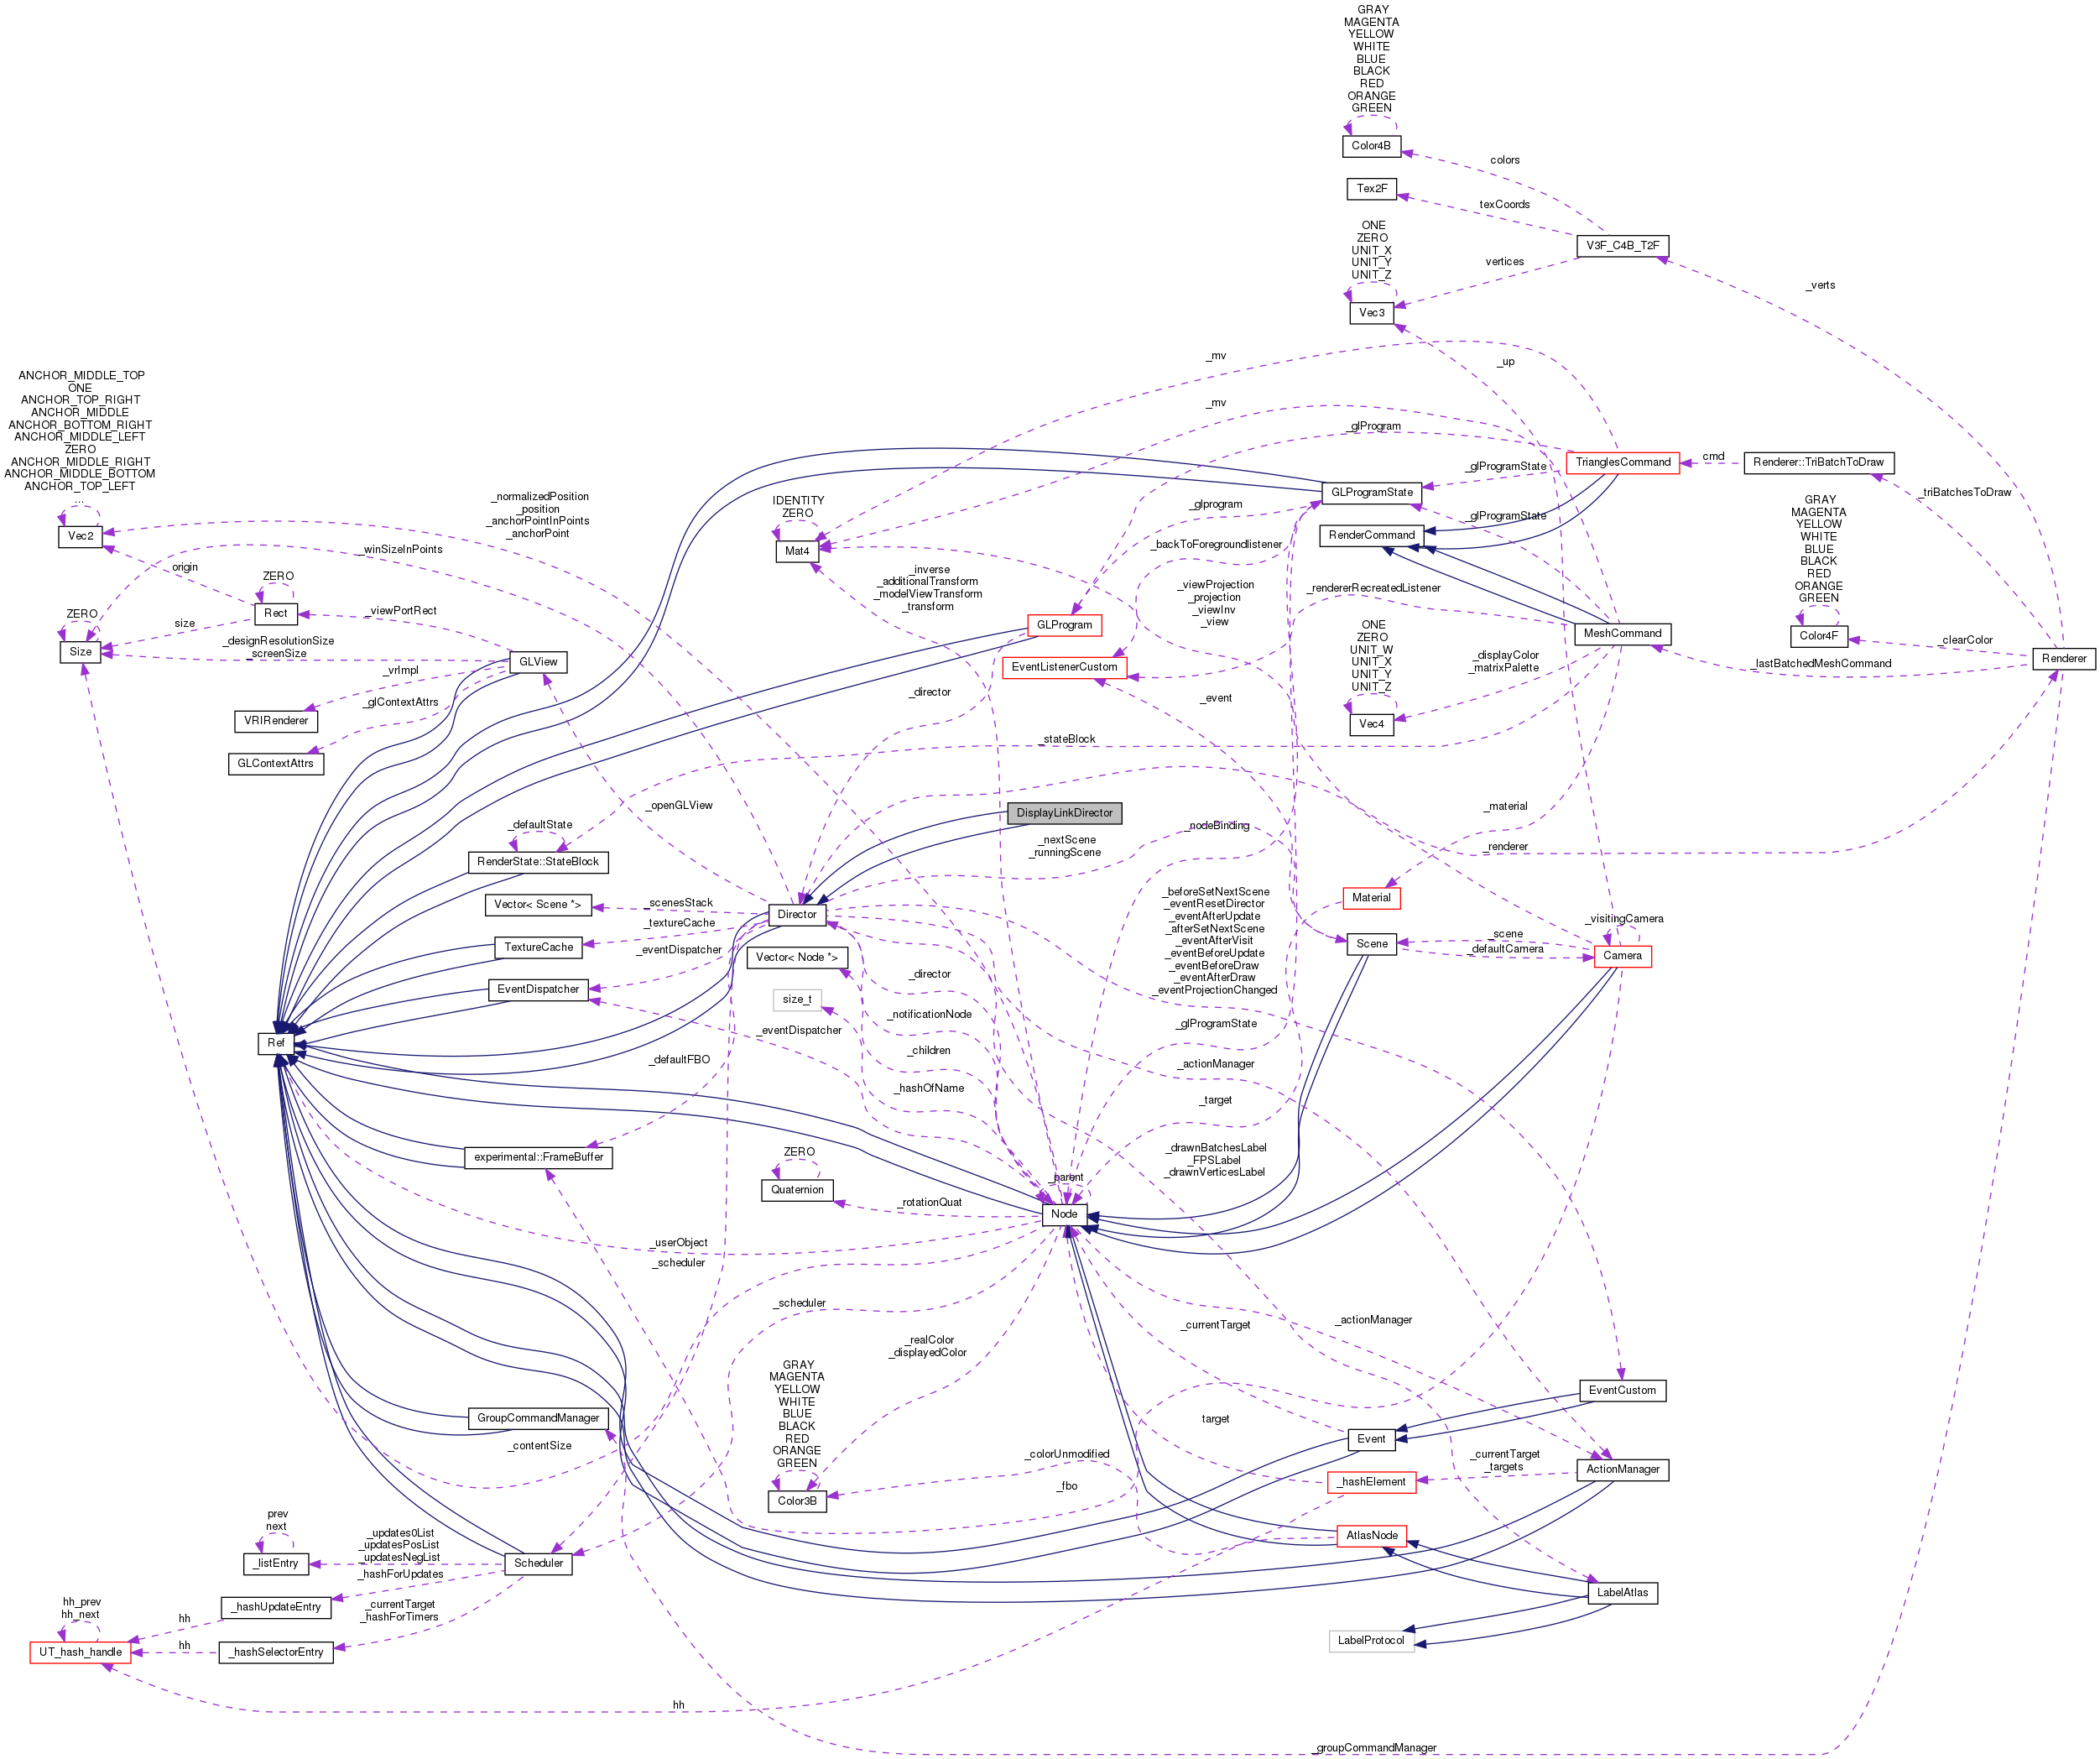 GRAY
MAGENTA
YELLOW
WHITE
BLUE
BLACK
RED
ORANGE
GREEN
Color4B
colors
Tex2F
texCoords
ONE
ZERO
UNIT_X
UNIT_Y
UNIT_Z
V3F_C4B_T2F
vertices
Vec3
_verts
_mv
_up
ANCHOR_MIDDLE_TOP
ONE
ANCHOR_TOP_RIGHT
ANCHOR_MIDDLE
ANCHOR_BOTTOM_RIGHT
ANCHOR_MIDDLE_LEFT
ZERO
ANCHOR_MIDDLE_RIGHT
ANCHOR_MIDDLE_BOTTOM
ANCHOR_TOP_LEFT
...
Vec2
_mv
_glProgram
TrianglesCommand
cmd
Renderer::TriBatchToDraw
_glProgramState
GLProgramState
_triBatchesToDraw
_normalizedPosition
_position
_anchorPointInPoints
_anchorPoint
IDENTITY
ZERO
Mat4
_glprogram
_glProgramState
RenderCommand
GRAY
MAGENTA
YELLOW
WHITE
BLUE
BLACK
RED
ORANGE
GREEN
Color4F
_winSizeInPoints
_backToForegroundlistener
origin
ZERO
Rect
_inverse
_additionalTransform
_modelViewTransform
_transform
_viewProjection
_projection
_viewInv
_view
_rendererRecreatedListener
_viewPortRect
ZERO
size
Size
GLProgram
MeshCommand
_clearColor
Renderer
_designResolutionSize
_screenSize
GLView
EventListenerCustom
ONE
ZERO
UNIT_W
UNIT_X
UNIT_Y
UNIT_Z
Vec4
_displayColor
_matrixPalette
_lastBatchedMeshCommand
_vrImpl
_glContextAttrs
VRIRenderer
_director
_event
GLContextAttrs
_stateBlock
_openGLView
DisplayLinkDirector
_material
_defaultState
RenderState::StateBlock
_nextScene
_runningScene
_nodeBinding
_renderer
Vector< Scene *>
_scenesStack
Director
_beforeSetNextScene
_eventResetDirector
_eventAfterUpdate
_afterSetNextScene
_eventAfterVisit
_eventBeforeUpdate
_eventBeforeDraw
_eventAfterDraw
_eventProjectionChanged
Material
_visitingCamera
TextureCache
_textureCache
_eventDispatcher
Vector< Node *>
Scene
_scene
_defaultCamera
Camera
EventDispatcher
size_t
_director
_notificationNode
_glProgramState
Ref
_eventDispatcher
_children
_defaultFBO
_hashOfName
_actionManager
_target
experimental::FrameBuffer
ZERO
Quaternion
_rotationQuat
_parent
Node
_drawnBatchesLabel
_FPSLabel
_drawnVerticesLabel
_userObject
_scheduler
_scheduler
_realColor
_displayedColor
_currentTarget
_actionManager
GRAY
MAGENTA
YELLOW
WHITE
BLUE
BLACK
RED
ORANGE
GREEN
Color3B
EventCustom
GroupCommandManager
_contentSize
_colorUnmodified
target
Event
_currentTarget
_targets
ActionManager
_hashElement
_fbo
prev
next
_listEntry
_updates0List
_updatesPosList
_updatesNegList
_hashForUpdates
Scheduler
AtlasNode
_hashUpdateEntry
_currentTarget
_hashForTimers
LabelAtlas
hh_prev
hh_next
hh
UT_hash_handle
hh
_hashSelectorEntry
LabelProtocol
hh
_groupCommandManager